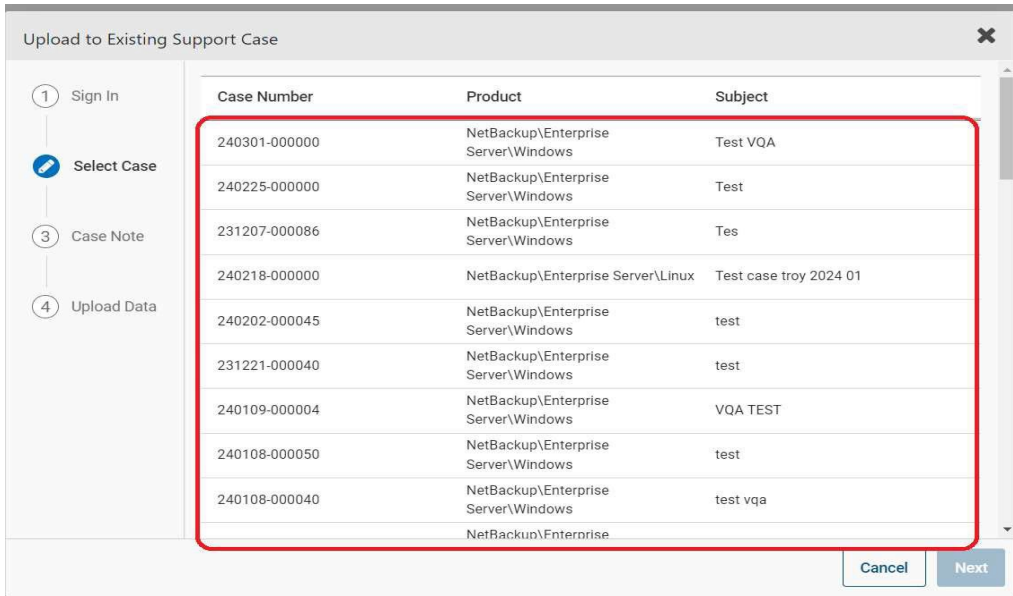 Upload to Existing Support Case
1 Sign In
Select Case
3 Case Note
4 Upload Data
Case Number Product Subject
240301-000000 NetBackup\Enterprise Server\Windows Test VQA
240225-000000 NetBackup\Enterprise Server\Windows Test
231207-000086 NetBackup\Enterprise Server\Windows Tes
240218-000000 NetBackup\Enterprise Server\Linux Test case troy 2024 01
240202-000045 NetBackup\Enterprise Server\Windows test
231221-000040 NetBackup\Enterprise Server\Windows test
240109-000004 NetBackup\Enterprise Server\Windows VQA TEST
240108-000050 NetBackup\Enterprise Server\Windows test
240108-000040 NetBackup\Enterprise Server\Windows test vqa
NetBackup\Enterprise
Cancel Next